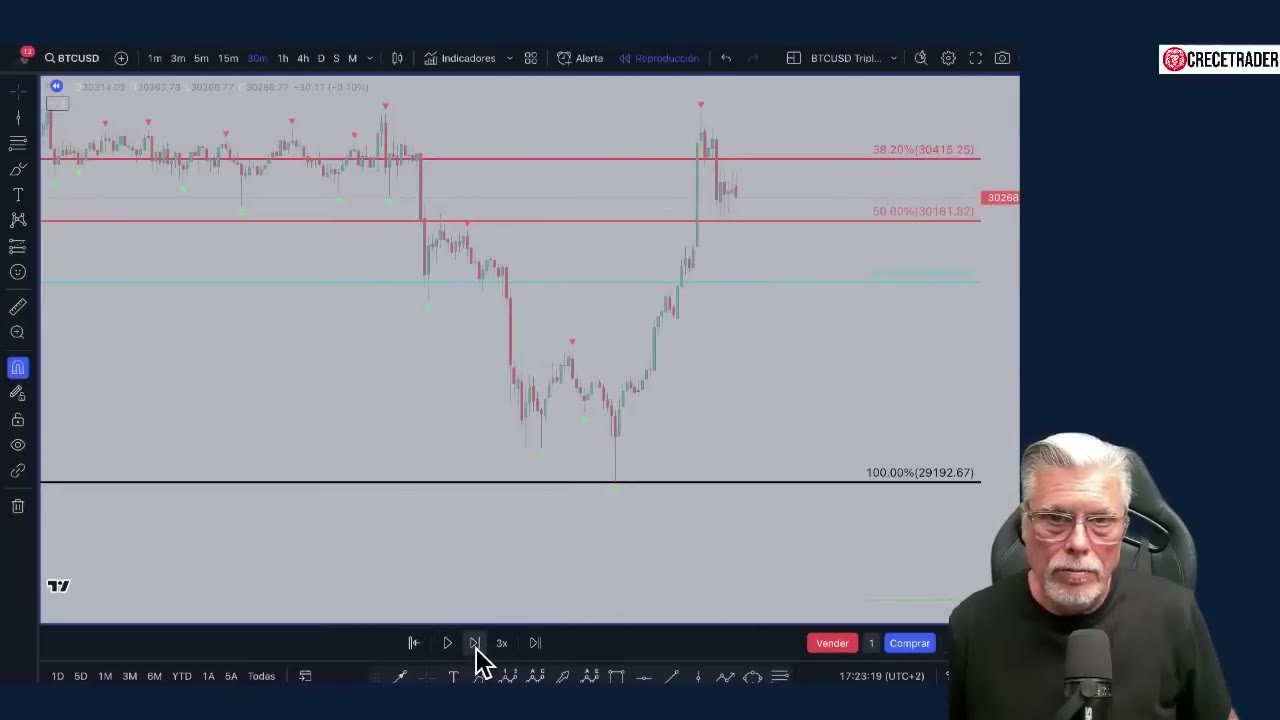 12
BTCUSD
1m 3m 5m 15m 30m 1h 4h D S M
Indicadores
Alerta
Reproducción
BTCUSD Tripl...
CRECETRADER
38.20%(30415.25)
30268
50.00%(30181.82)
100.00%(29192.67)
3x
Vender
1
Comprar
1D 5D 1M 3M 6M YTD 1A 5A Todas
17:23:19 (UTC+2)